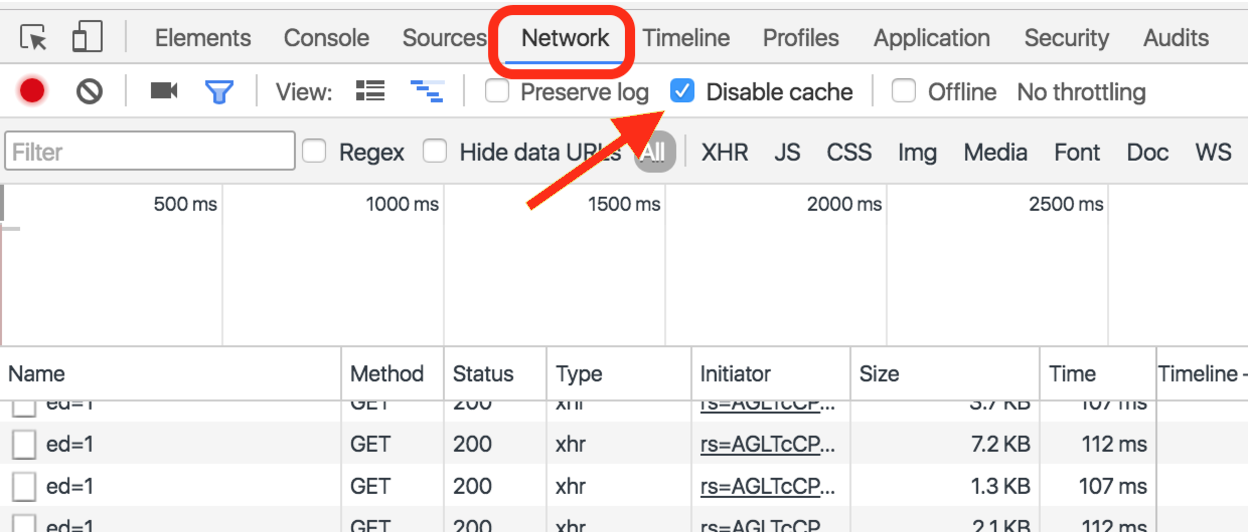 Elements Console Sources Network Timeline Profiles Application Security Audits
View: Preserve log Disable cache Offline No throttling
Filter Regex Hide data URLs All XHR JS CSS Img Media Font Doc WS
500 ms 1000 ms 1500 ms 2000 ms 2500 ms
Name Method Status Type Initiator Size Time Timeline
ed=1 GET 200 xhr rs=AGLTcCP... 3.7 KB 107 ms
ed=1 GET 200 xhr rs=AGLTcCP... 7.2 KB 112 ms
ed=1 GET 200 xhr rs=AGLTcCP... 1.3 KB 107 ms
ed=1 GET 200 xhr rs=AGLTcCP... 2.1 KB 112 ms